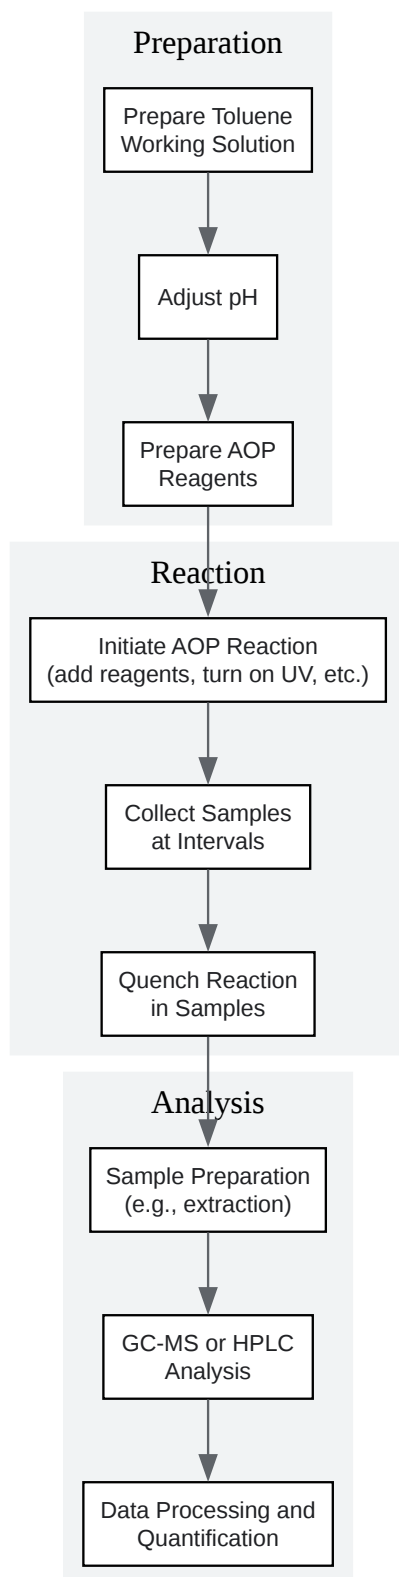 Preparation
Prepare Toluene
Working Solution
Adjust pH
Prepare AOP
Reagents
Reaction
Initiate AOP Reaction
(add reagents, turn on UV, etc.)
Collect Samples
at Intervals
Quench Reaction
in Samples
Analysis
Sample Preparation
(e.g., extraction)
GC-MS or HPLC
Analysis
Data Processing and
Quantification